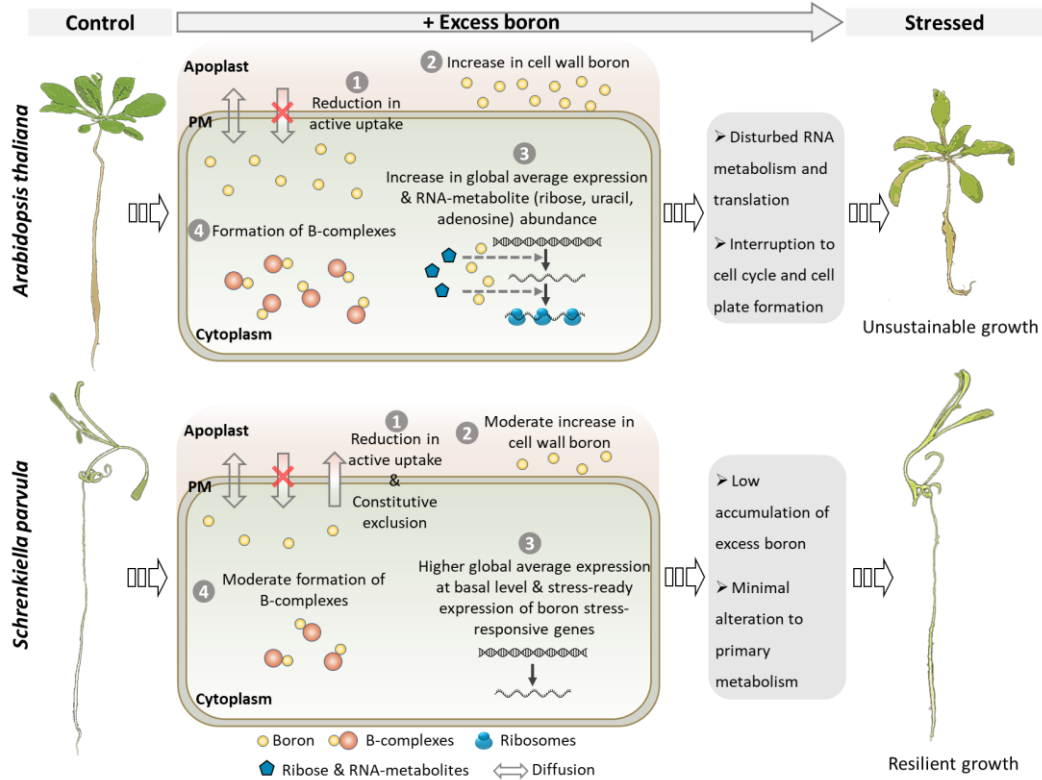 Control
+ Excess boron
Stressed
Arabidopsis thaliana
Apoplast
PM
1
Reduction in
active uptake
2 Increase in cell wall boron
3
Increase in global average expression
& RNA-metabolite (ribose, uracil,
adenosine) abundance
4 Formation of B-complexes
Cytoplasm
➤ Disturbed RNA
metabolism and
translation
➤ Interruption to
cell cycle and cell
plate formation
Unsustainable growth
Schrenkiella parvula
Apoplast
PM
1
Reduction in
active uptake
&
Constitutive
exclusion
2 Moderate increase in
cell wall boron
3
Higher global average expression
at basal level & stress-ready
expression of boron stress-
responsive genes
4 Moderate formation of
B-complexes
Cytoplasm
➤ Low
accumulation of
excess boron
➤ Minimal
alteration to
primary
metabolism
Resilient growth
Boron
B-complexes
Ribosomes
Ribose & RNA-metabolites
Diffusion